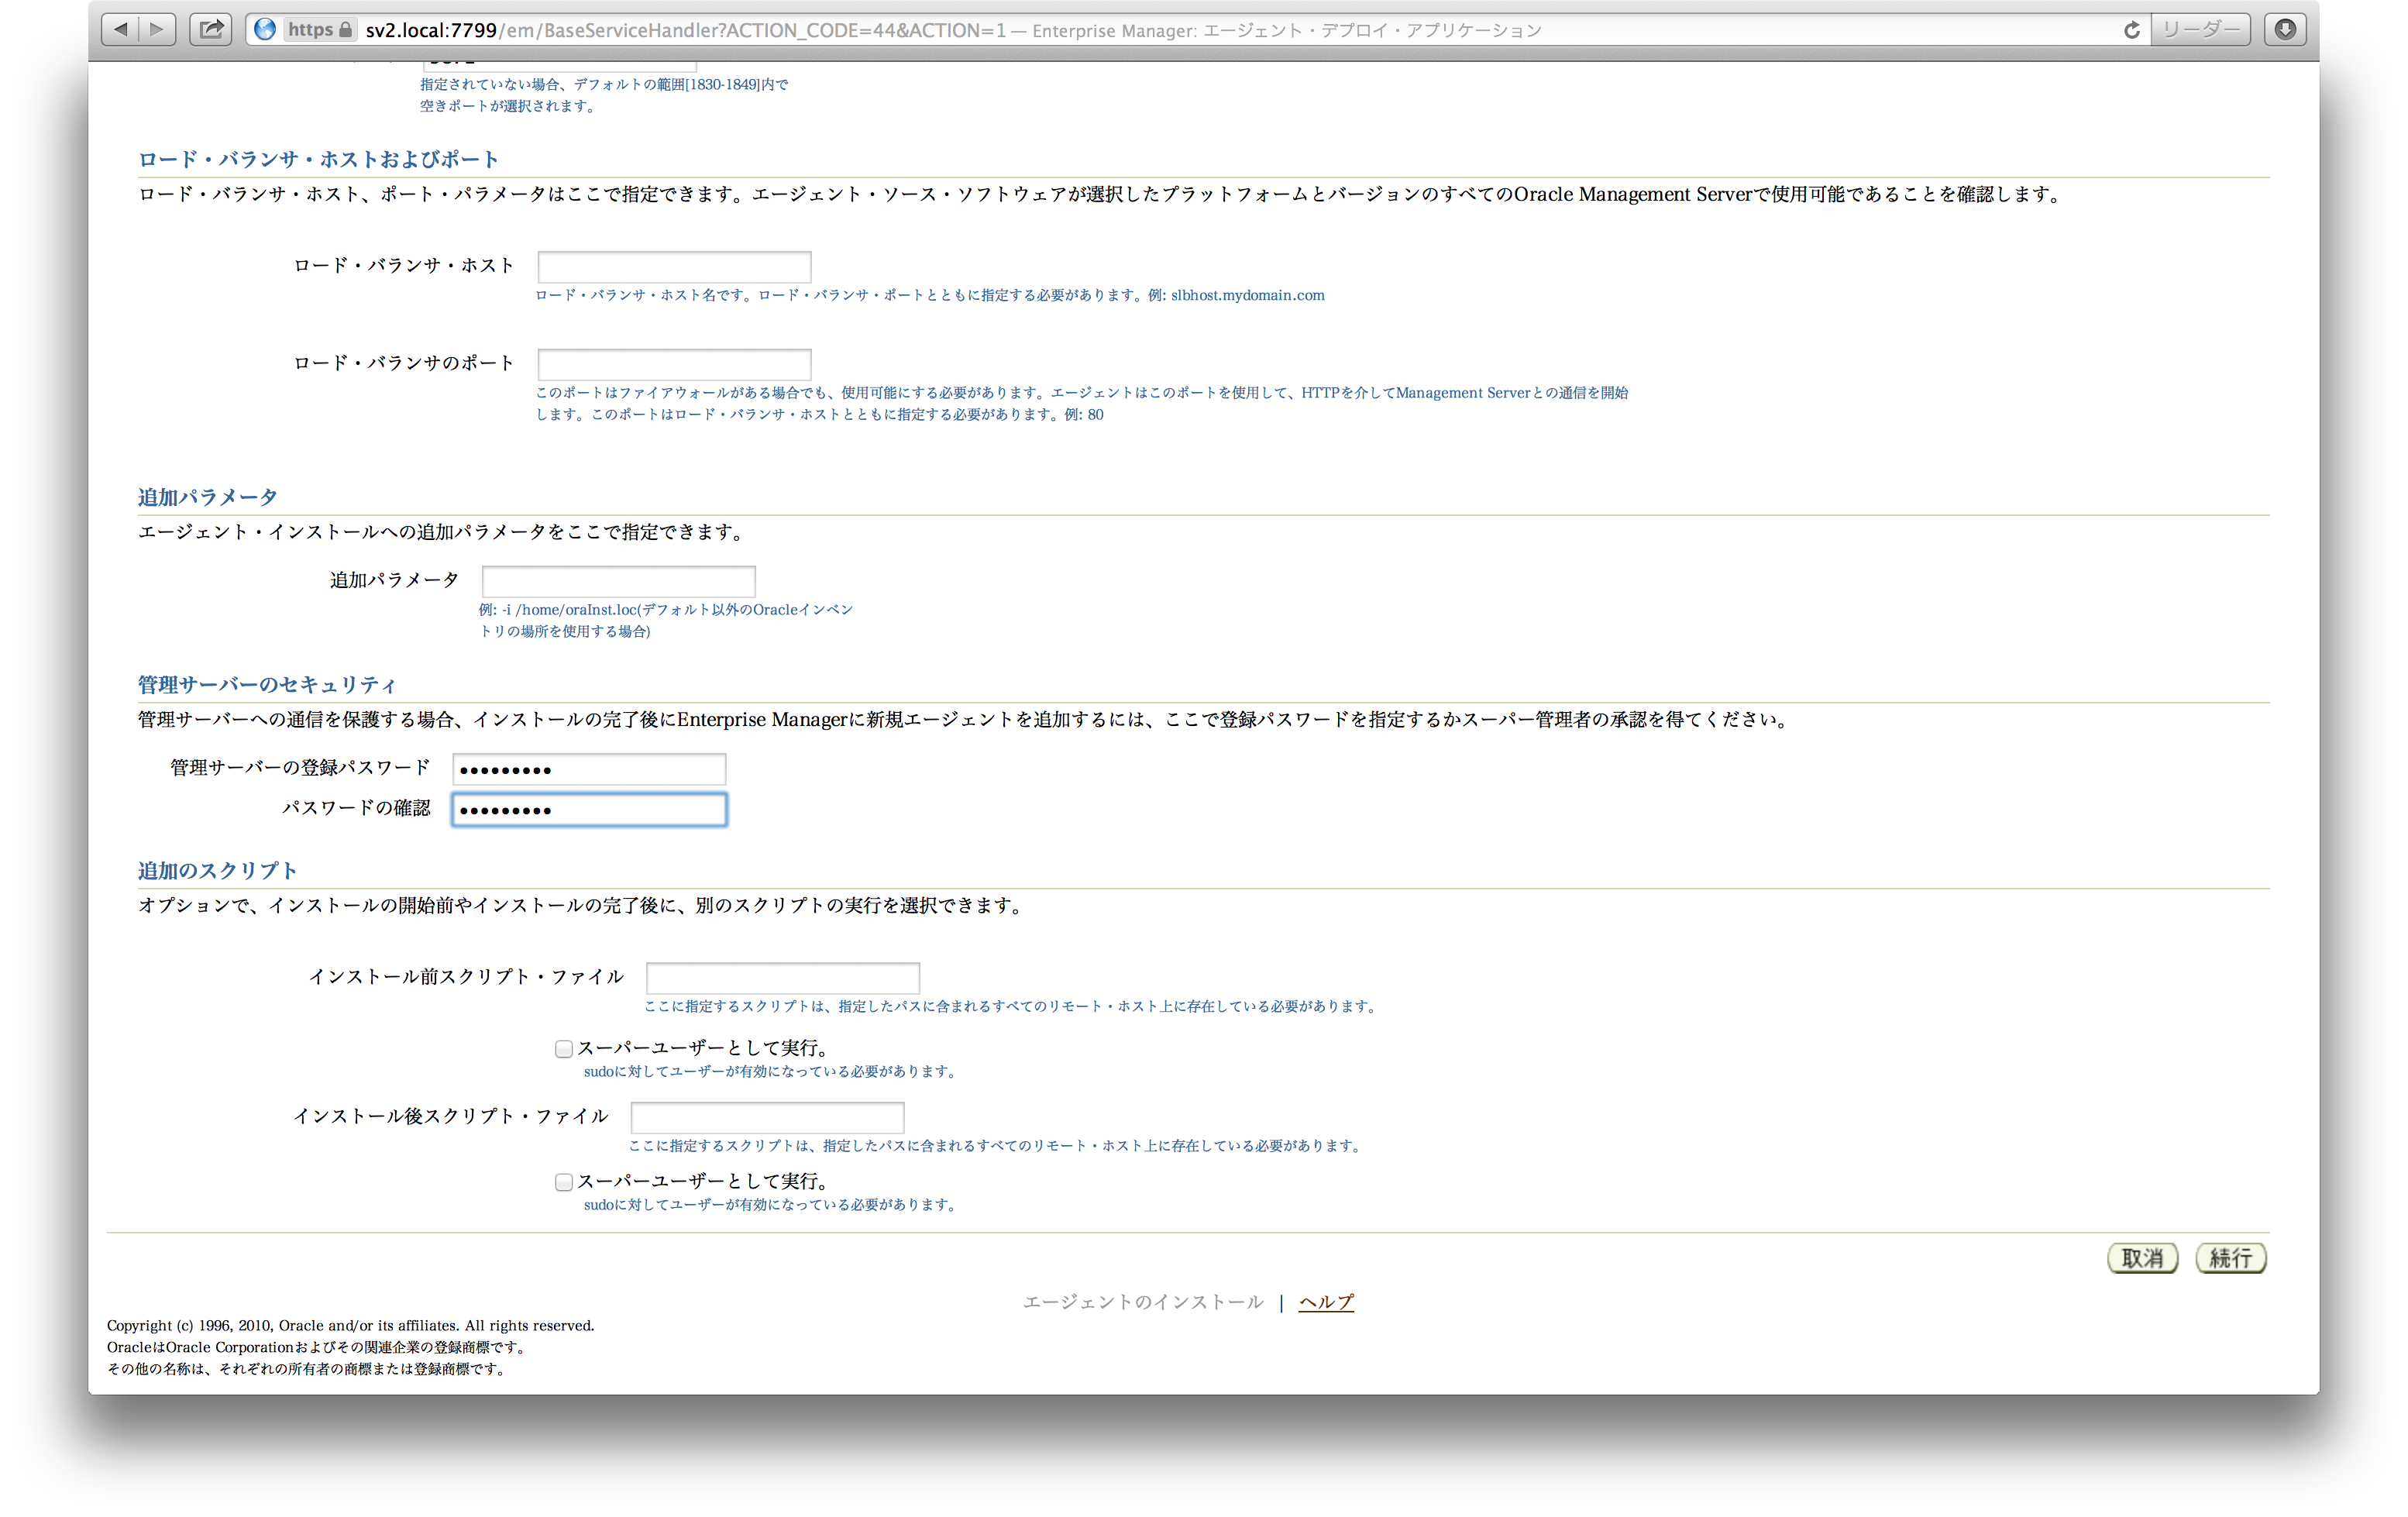 https sv2.local:7799/em/BaseServiceHandler?ACTION_CODE=44&ACTION=1 — Enterprise Manager: エージェント・デプロイ・アプリケーション リーダー
指定されていない場合、デフォルトの範囲[1830-1849]内で
空きポートが選択されます。
ロード・バランサ・ホストおよびポート
ロード・バランサ・ホスト、ポート・パラメータはここで指定できます。エージェント・ソース・ソフトウェアが選択したプラットフォームとバージョンのすべてのOracle Management Serverで使用可能であることを確認します。
ロード・バランサ・ホスト
ロード・バランサ・ホスト名です。ロード・バランサ・ポートとともに指定する必要があります。例: slbhost.mydomain.com
ロード・バランサのポート
このポートはファイアウォールがある場合でも、使用可能にする必要があります。エージェントはこのポートを使用して、HTTPを介してManagement Serverとの通信を開始
します。このポートはロード・バランサ・ホストとともに指定する必要があります。例: 80
追加パラメータ
エージェント・インストールへの追加パラメータをここで指定できます。
追加パラメータ
例: -i /home/oraInst.loc(デフォルト以外のOracleインベン
トリの場所を使用する場合)
管理サーバーのセキュリティ
管理サーバーへの通信を保護する場合、インストールの完了後にEnterprise Managerに新規エージェントを追加するには、ここで登録パスワードを指定するかスーパー管理者の承認を得てください。
管理サーバーの登録パスワード •••••••••
パスワードの確認 •••••••••
追加のスクリプト
オプションで、インストールの開始前やインストールの完了後に、別のスクリプトの実行を選択できます。
インストール前スクリプト・ファイル
ここに指定するスクリプトは、指定したパスに含まれるすべてのリモート・ホスト上に存在している必要があります。
スーパーユーザーとして実行。
sudoに対してユーザーが有効になっている必要があります。
インストール後スクリプト・ファイル
ここに指定するスクリプトは、指定したパスに含まれるすべてのリモート・ホスト上に存在している必要があります。
スーパーユーザーとして実行。
sudoに対してユーザーが有効になっている必要があります。
取消 続行
エージェントのインストール | ヘルプ
Copyright (c) 1996, 2010, Oracle and/or its affiliates. All rights reserved.
OracleはOracle Corporationおよびその関連企業の登録商標です。
その他の名称は、それぞれの所有者の商標または登録商標です。